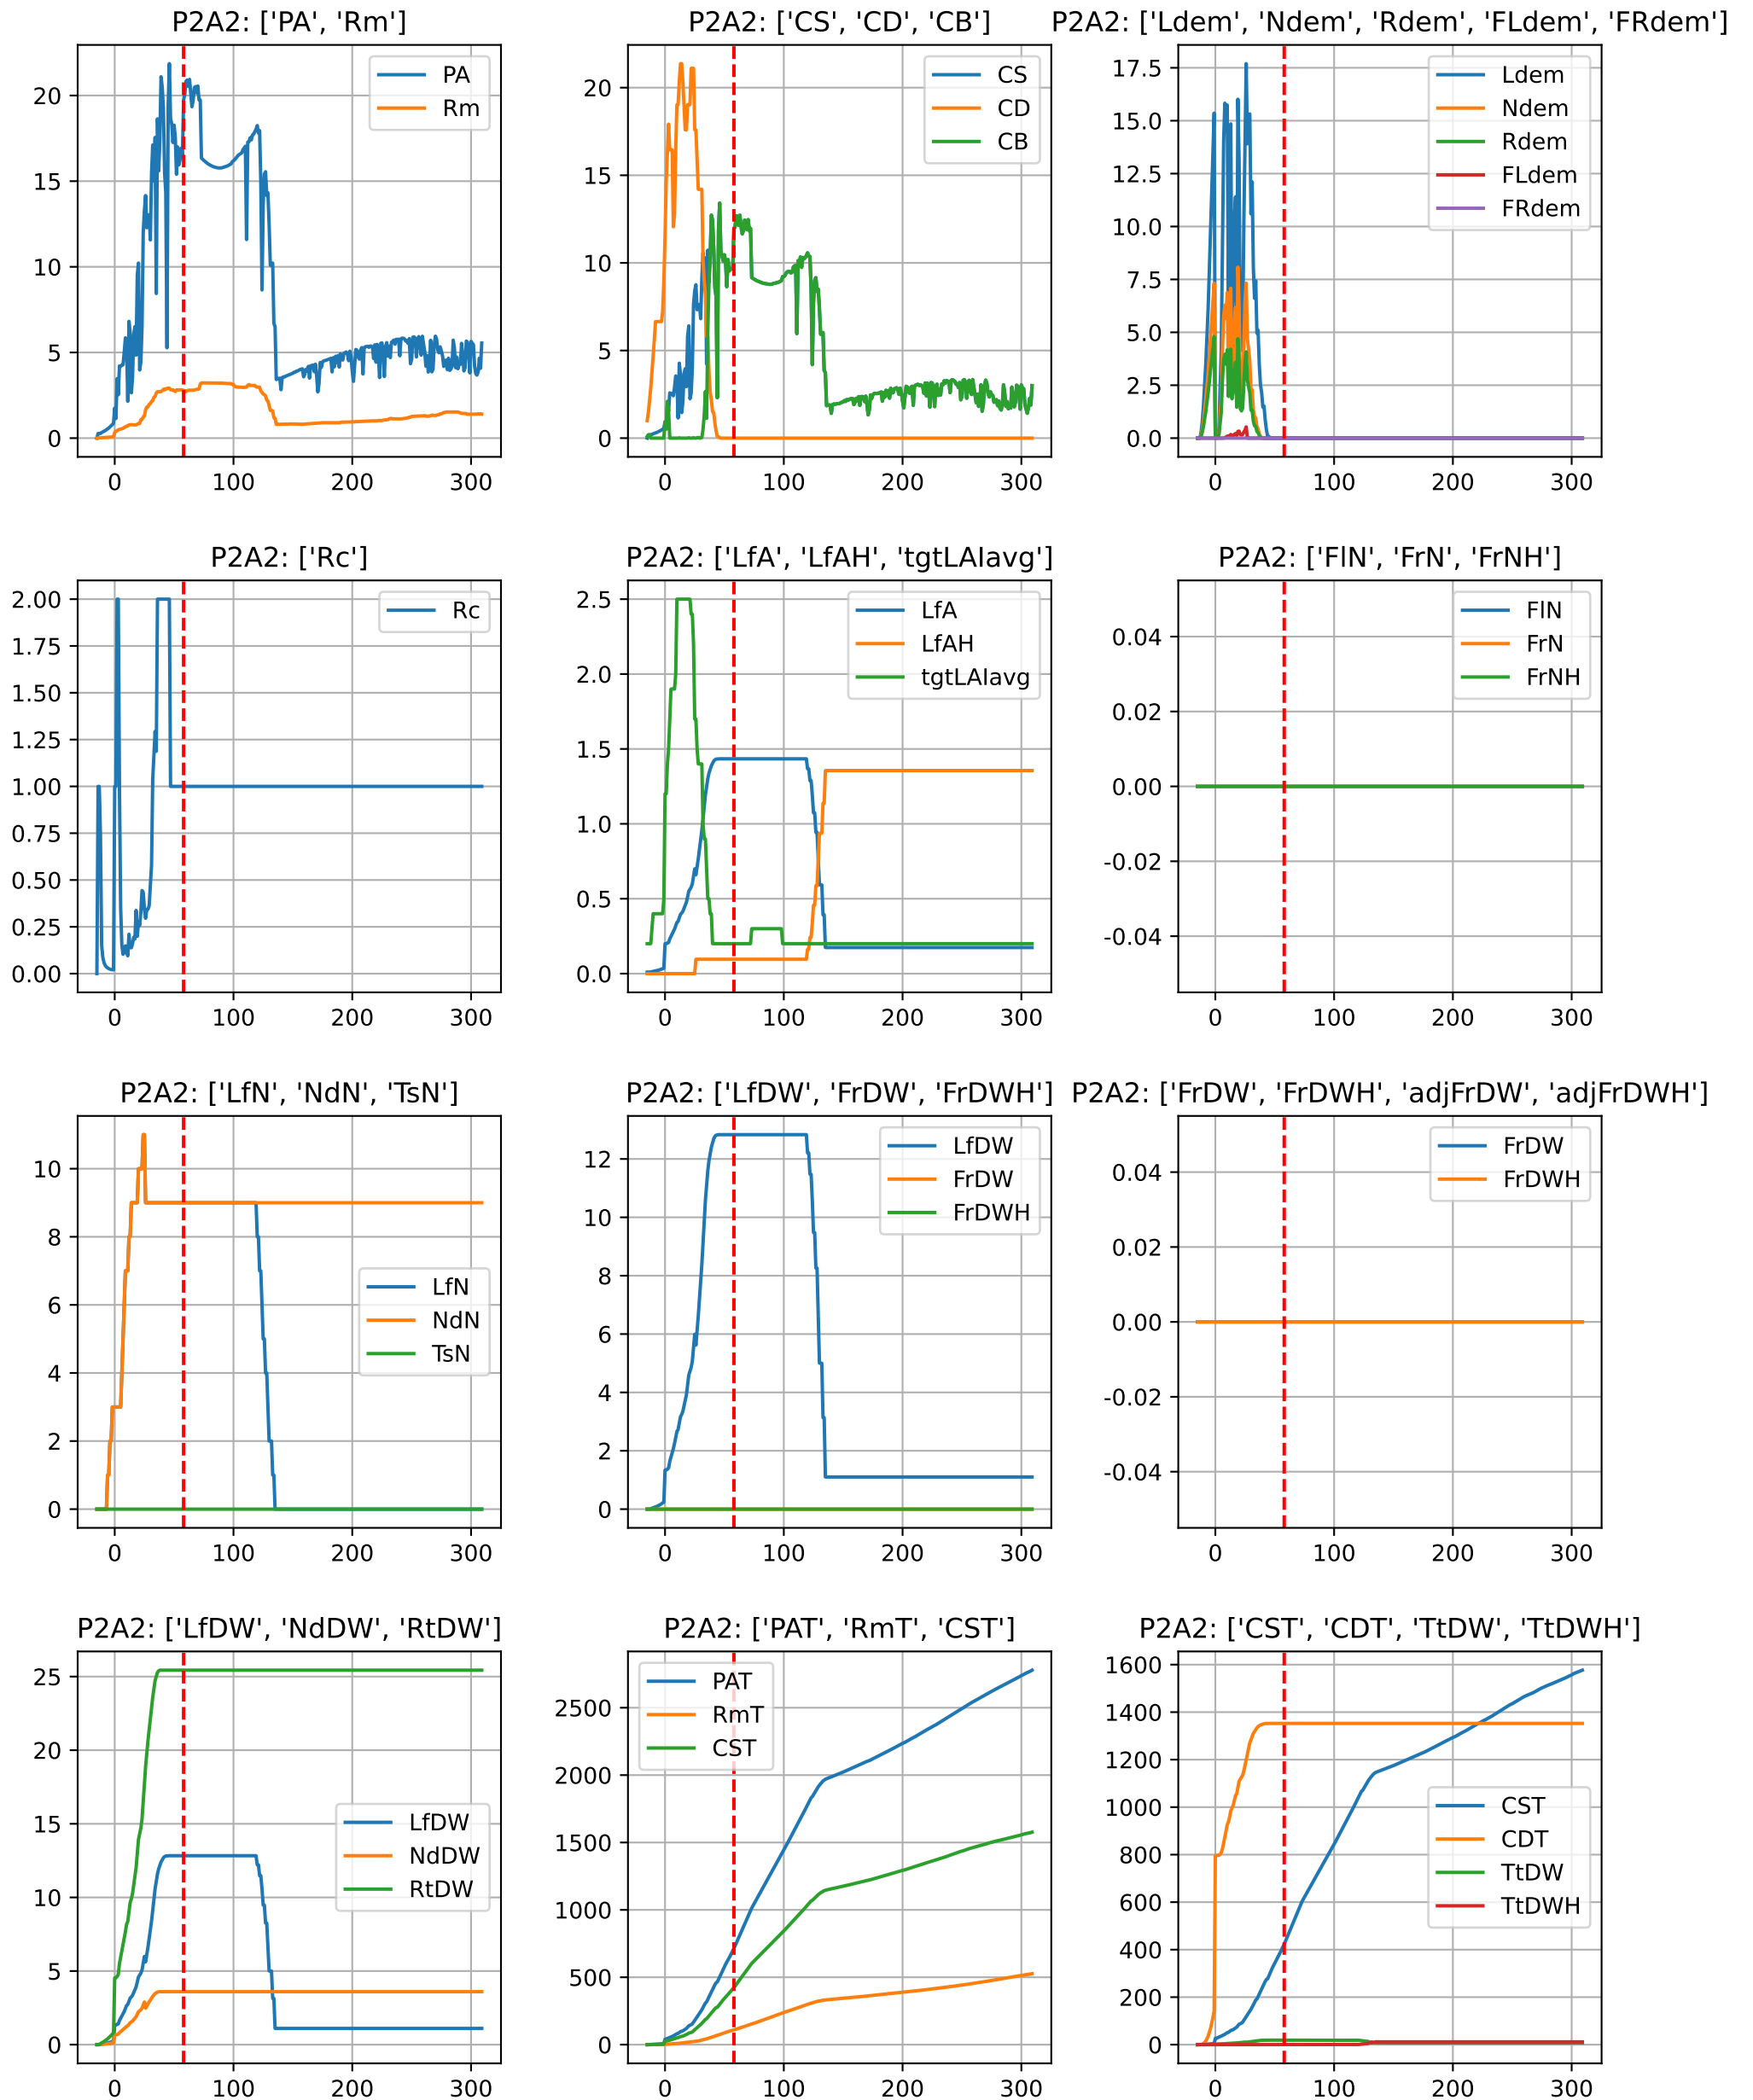 P2A2: ['PA', 'Rm']
PA
Rm
20
15
10
5
0
0 100 200 300
P2A2: ['CS', 'CD', 'CB']
CS
CD
CB
20
15
10
5
0
0 100 200 300
P2A2: ['Ldem', 'Ndem', 'Rdem', 'FLdem', 'FRdem']
Ldem
Ndem
Rdem
FLdem
FRdem
17.5
15.0
12.5
10.0
7.5
5.0
2.5
0.0
0 100 200 300
P2A2: ['Rc']
Rc
2.00
1.75
1.50
1.25
1.00
0.75
0.50
0.25
0.00
0 100 200 300
P2A2: ['LfA', 'LfAH', 'tgtLAIavg']
LfA
LfAH
tgtLAIavg
2.5
2.0
1.5
1.0
0.5
0.0
0 100 200 300
P2A2: ['FlN', 'FrN', 'FrNH']
FlN
FrN
FrNH
0.04
0.02
0.00
-0.02
-0.04
0 100 200 300
P2A2: ['LfN', 'NdN', 'TsN']
LfN
NdN
TsN
10
8
6
4
2
0
0 100 200 300
P2A2: ['LfDW', 'FrDW', 'FrDWH']
LfDW
FrDW
FrDWH
12
10
8
6
4
2
0
0 100 200 300
P2A2: ['FrDW', 'FrDWH', 'adjFrDW', 'adjFrDWH']
FrDW
FrDWH
0.04
0.02
0.00
-0.02
-0.04
0 100 200 300
P2A2: ['LfDW', 'NdDW', 'RtDW']
LfDW
NdDW
RtDW
25
20
15
10
5
0
0 100 200 300
P2A2: ['PAT', 'RmT', 'CST']
PAT
RmT
CST
2500
2000
1500
1000
500
0
0 100 200 300
P2A2: ['CST', 'CDT', 'TtDW', 'TtDWH']
CST
CDT
TtDW
TtDWH
1600
1400
1200
1000
800
600
400
200
0
0 100 200 300